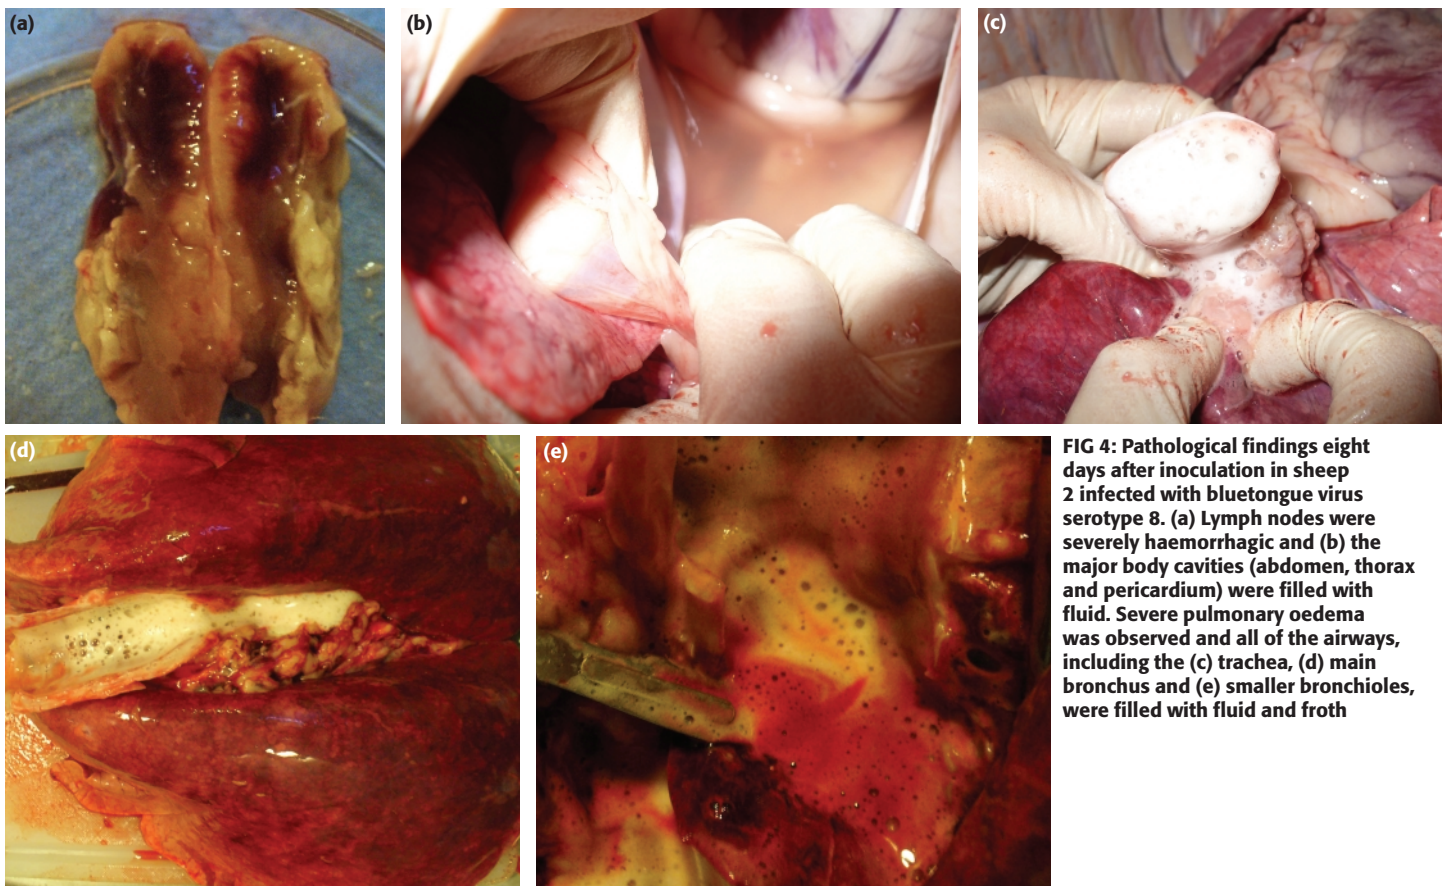 (a)
(b)
(c)
(d)
(e)
FIG 4: Pathological findings eight
days after inoculation in sheep
2 infected with bluetongue virus
serotype 8. (a) Lymph nodes were
severely haemorrhagic and (b) the
major body cavities (abdomen, thorax
and pericardium) were filled with
fluid. Severe pulmonary oedema
was observed and all of the airways,
including the (c) trachea, (d) main
bronchus and (e) smaller bronchioles,
were filled with fluid and froth